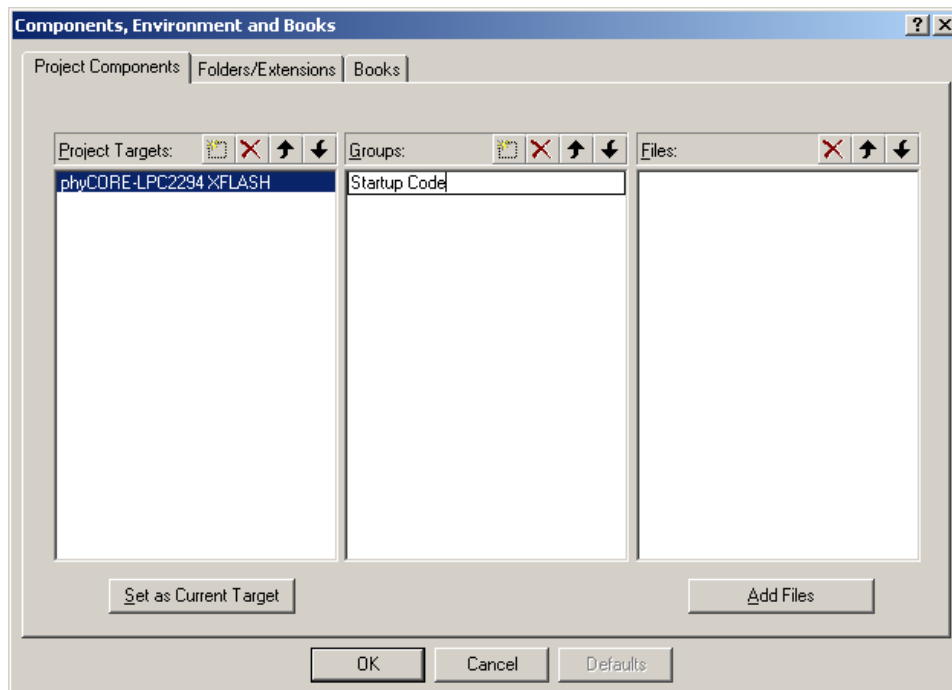 Components, Environment and Books
Project Components Folders/Extensions Books
Project Targets: Groups: Files:
phyCORE-LPC2294 XFLASH Startup Code
Set as Current Target Add Files
OK Cancel Defaults